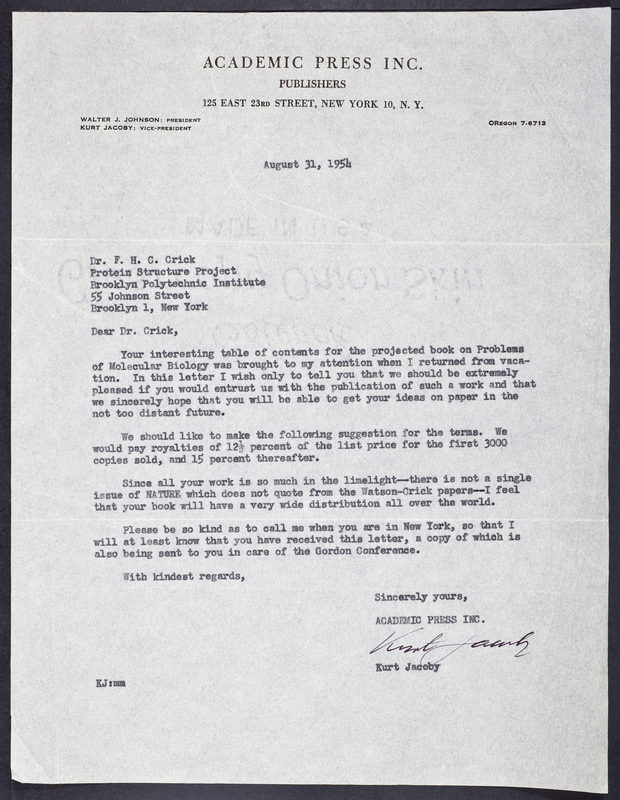 ACADEMIC PRESS INC.
PUBLISHERS
125 EAST 23RD STREET, NEW YORK 10, N. Y.
WALTER J. JOHNSON: PRESIDENT
KURT JACOBY: VICE-PRESIDENT
OREGON 7-6713
August 31, 1954
MADE IN U.S.A.
Onion Skin
Dr. F. H. C. Crick
Protein Structure Project
Brooklyn Polytechnic Institute
55 Johnson Street
Brooklyn 1, New York
Dear Dr. Crick,
Your interesting table of contents for the projected book on Problems
of Molecular Biology was brought to my attention when I returned from vaca-
tion. In this letter I wish only to tell you that we should be extremely
pleased if you would entrust us with the publication of such a work and that
we sincerely hope that you will be able to get your ideas on paper in the
not too distant future.
We should like to make the following suggestion for the terms. We
would pay royalties of 12½ percent of the list price for the first 3000
copies sold, and 15 percent thereafter.
Since all your work is so much in the limelight--there is not a single
issue of NATURE which does not quote from the Watson-Crick papers--I feel
that your book will have a very wide distribution all over the world.
Please be so kind as to call me when you are in New York, so that I
will at least know that you have received this letter, a copy of which is
also being sent to you in care of the Gordon Conference.
With kindest regards,
Sincerely yours,
ACADEMIC PRESS INC.
Kurt Jacoby
Kurt Jacoby
KJ:mm